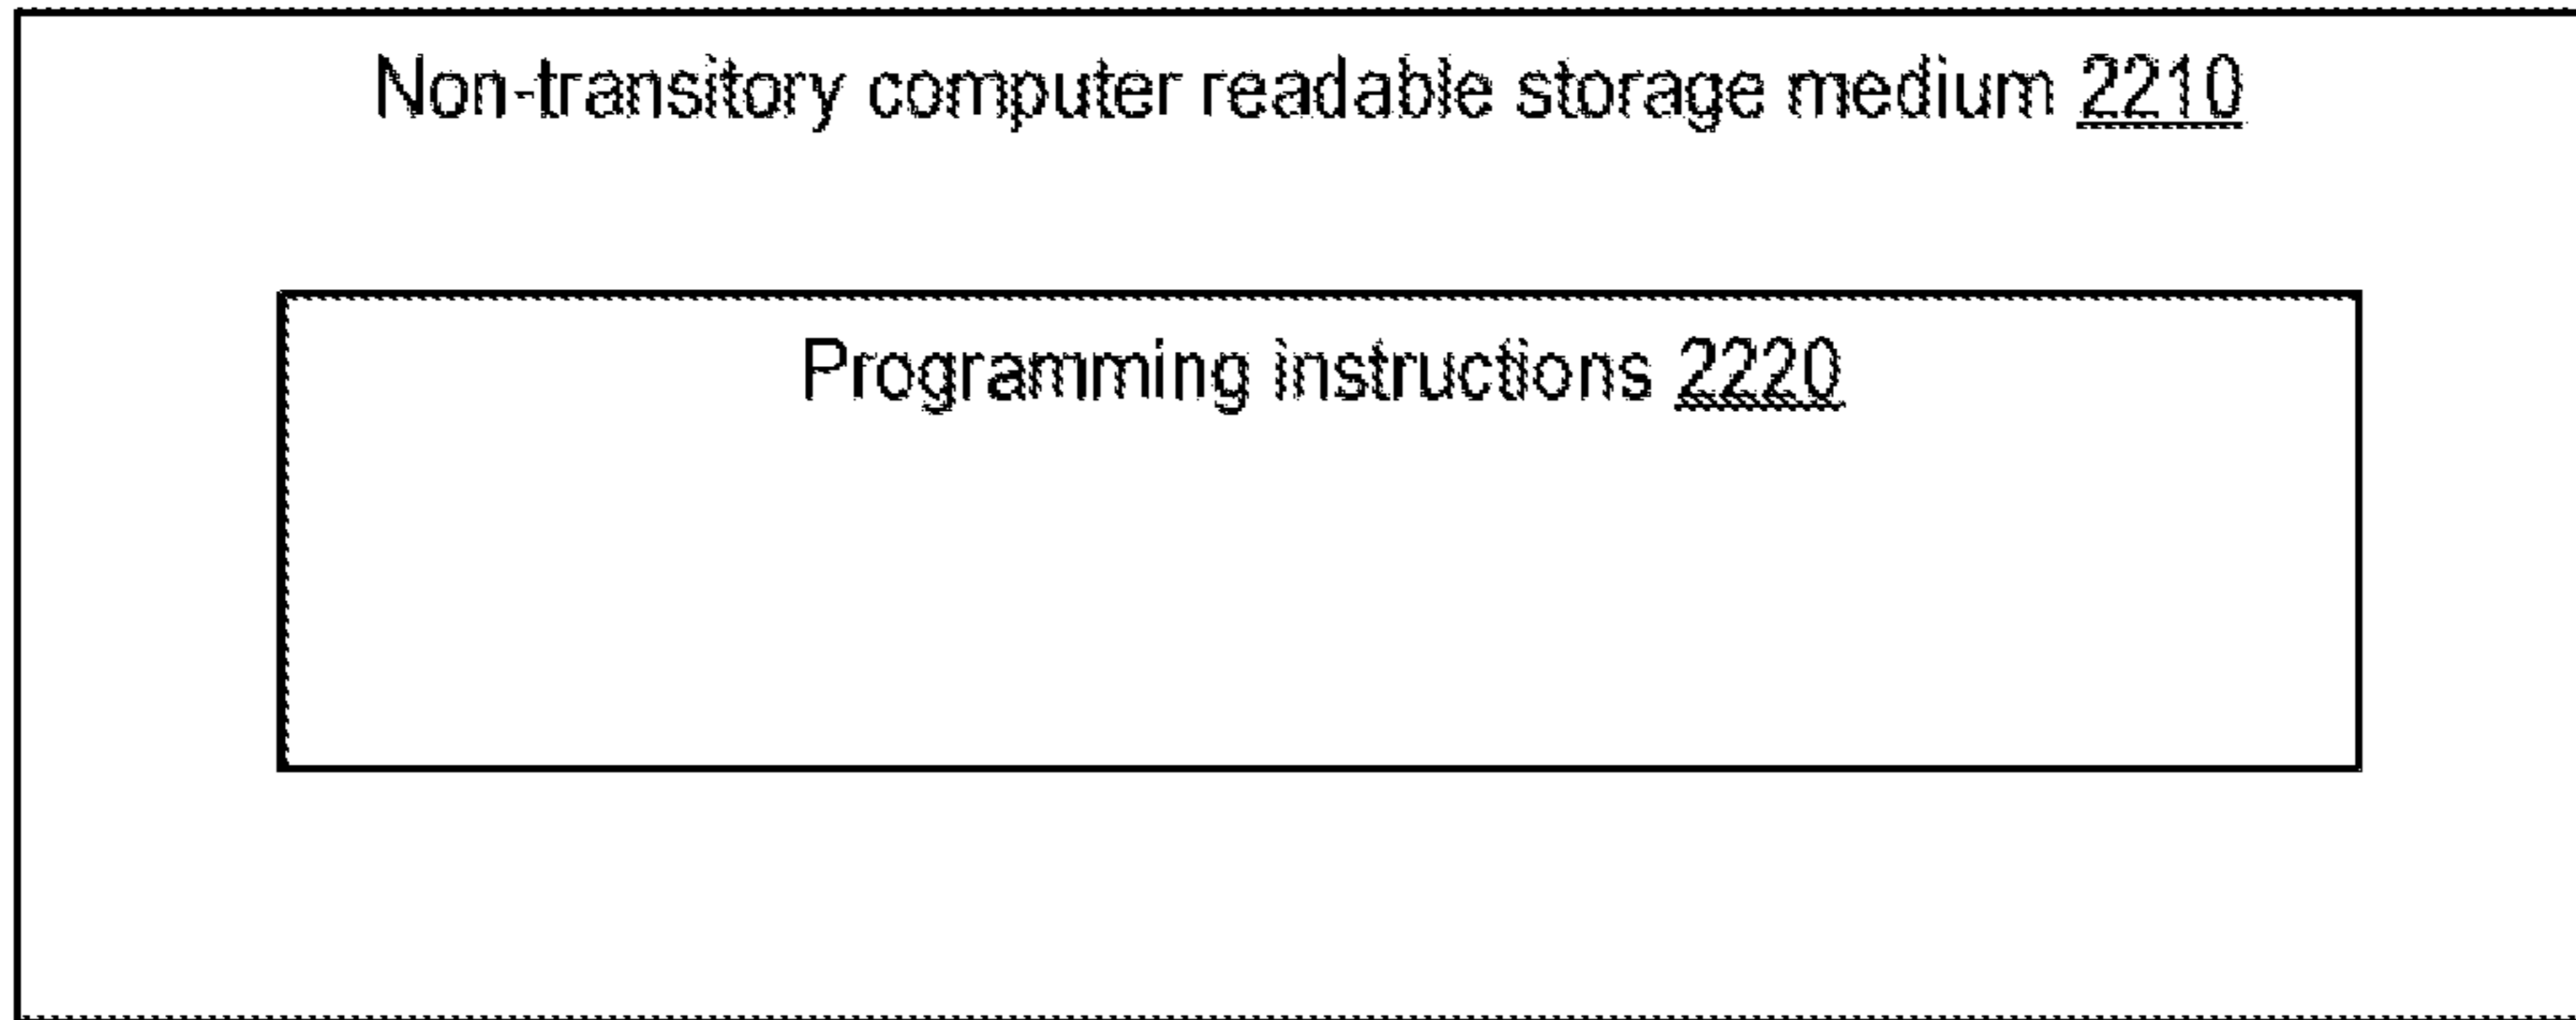 Non-transitory computer readable storage medium 2210
Programming instructions 2220